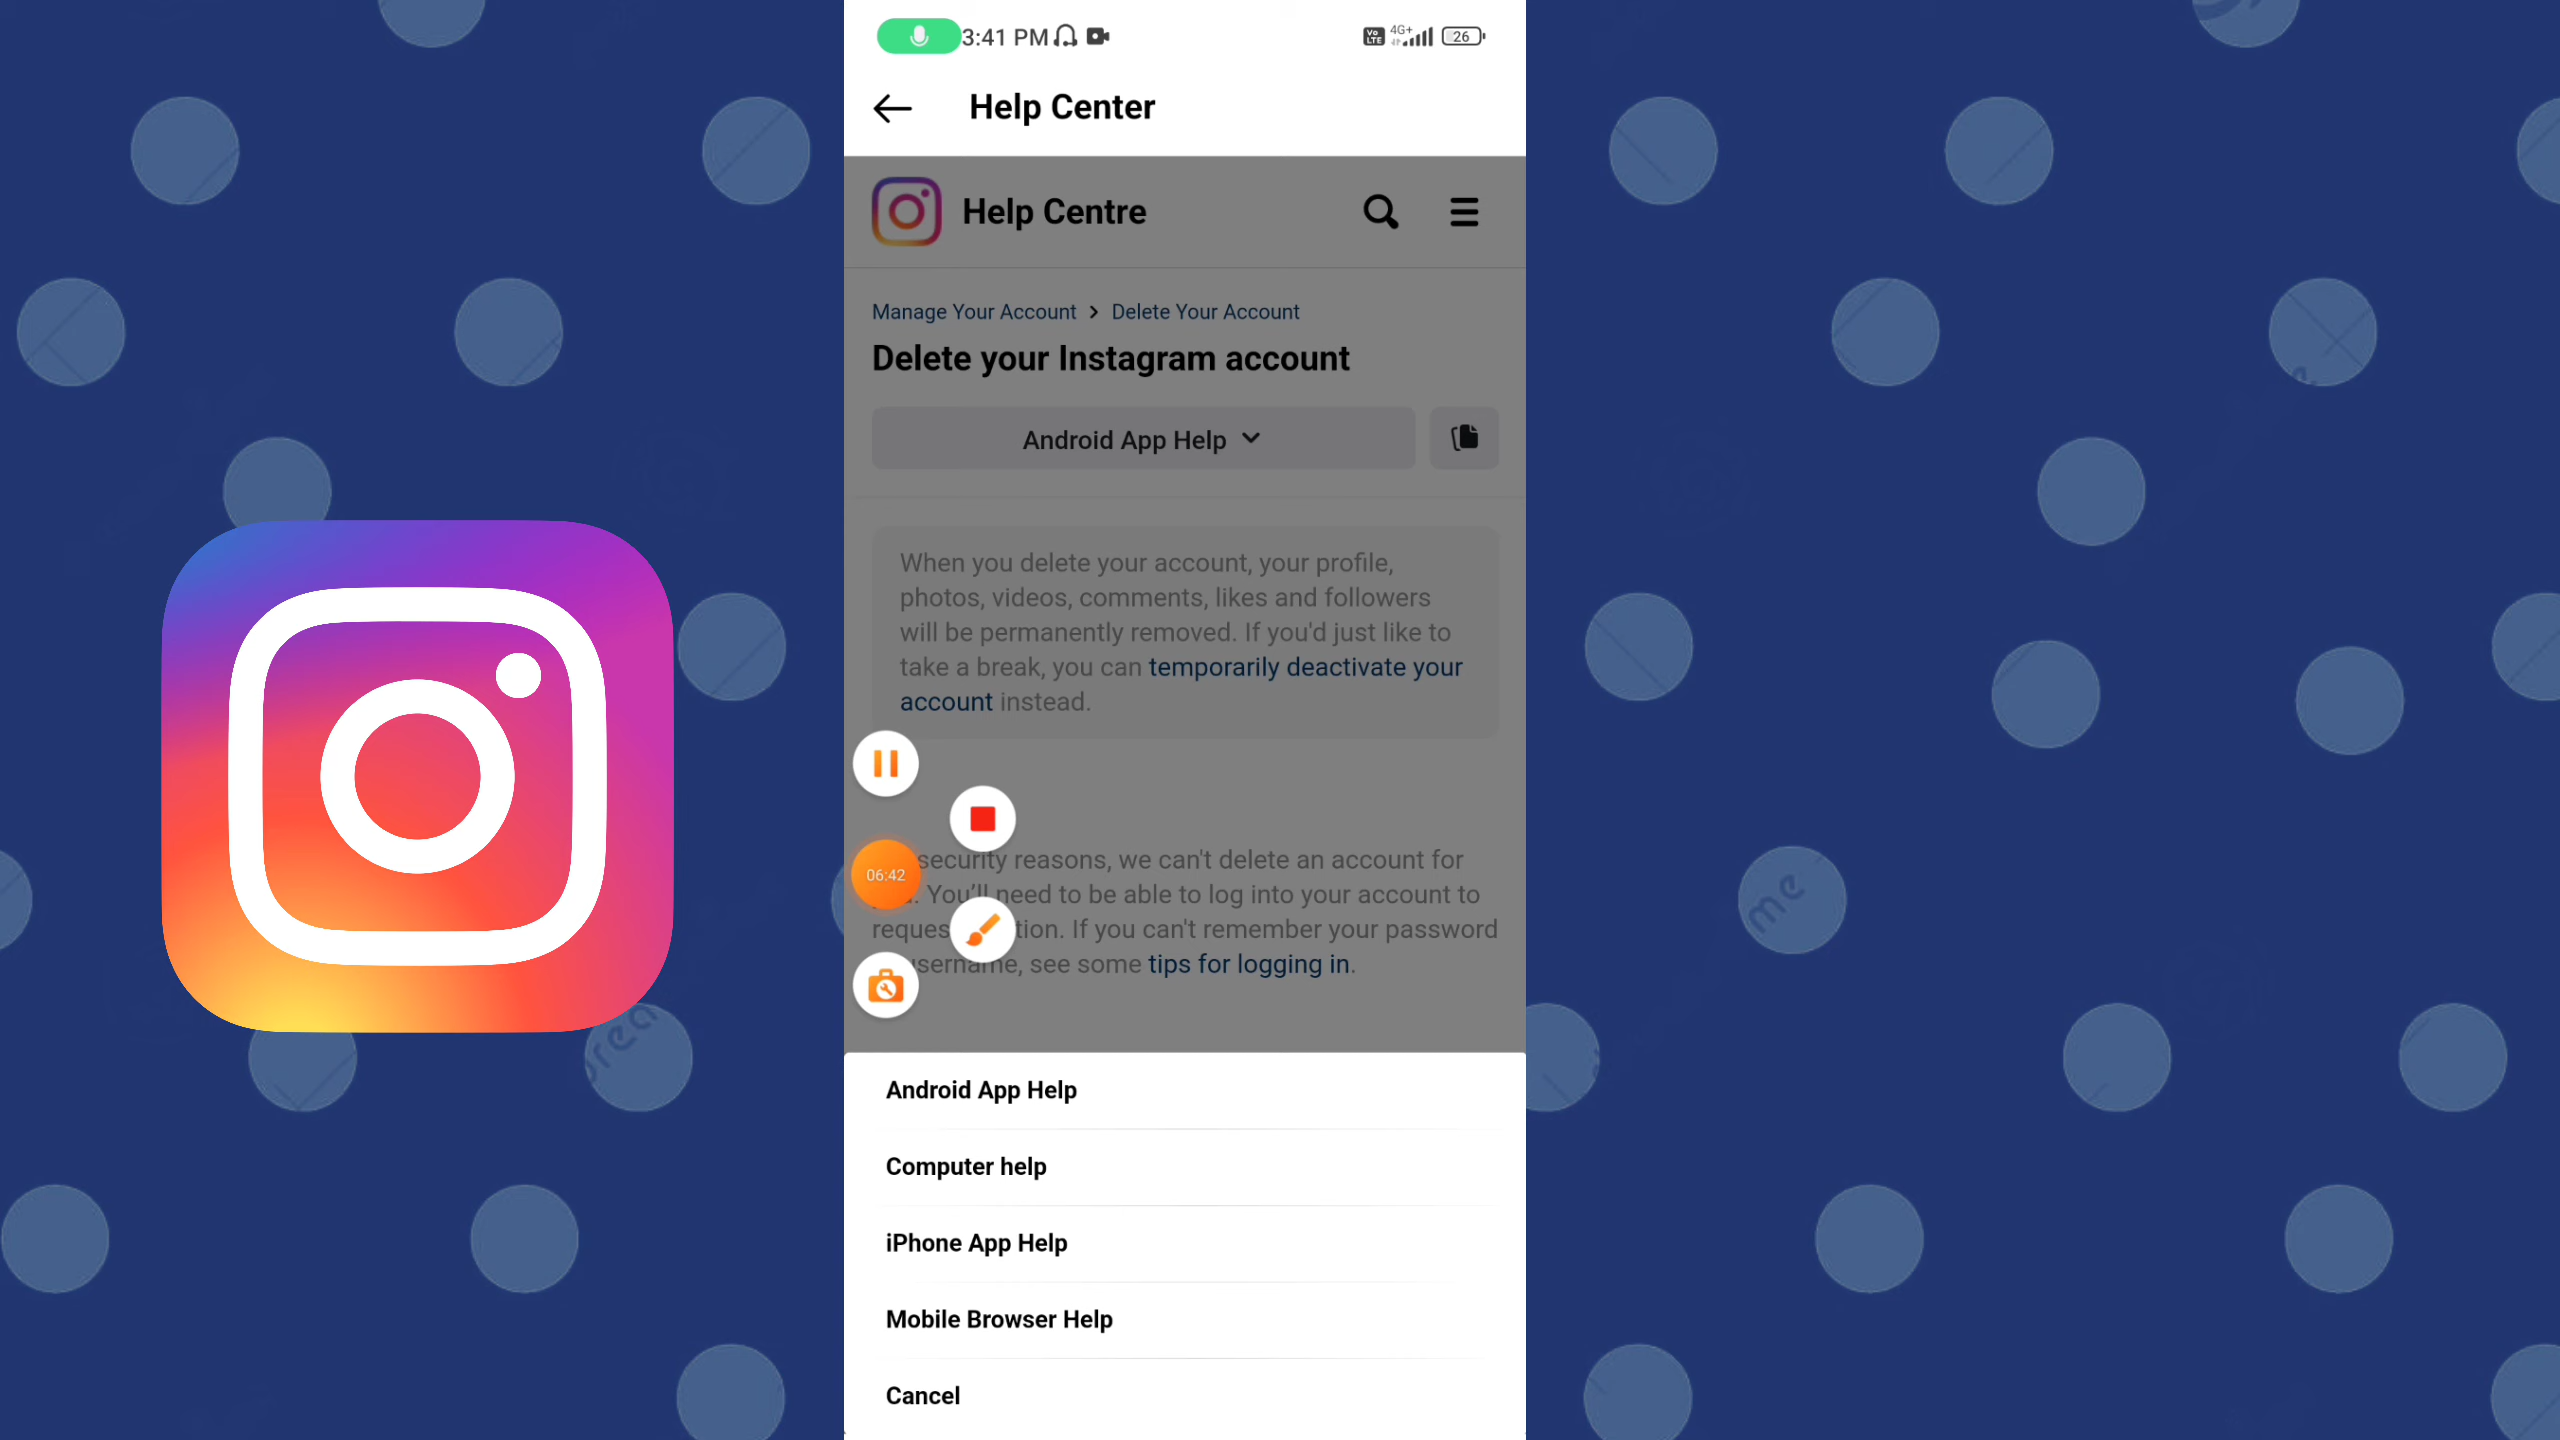 3:41 PM
Vo LTE 4G+ 26
Help Center
Help Centre
Manage Your Account > Delete Your Account
Delete your Instagram account
Android App Help
When you delete your account, your profile,
photos, videos, comments, likes and followers
will be permanently removed. If you'd just like to
take a break, you can temporarily deactivate your
account instead.
security reasons, we can't delete an account for
You'll need to be able to log into your account to
06:42
reques tion. If you can't remember your password
sername, see some tips for logging in.
Android App Help
Computer help
iPhone App Help
Mobile Browser Help
Cancel
me